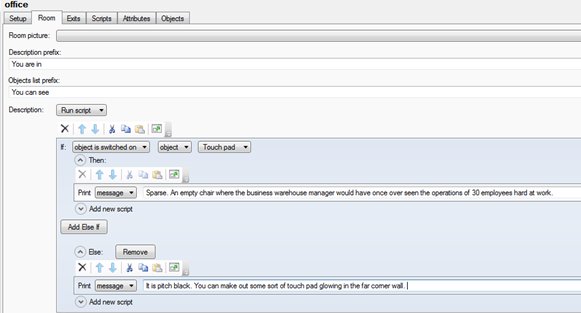 office
Setup Room Exits Scripts Attributes Objects
Room picture:
Description prefix:
You are in
Objects list prefix:
You can see
Description: Run script
If: object is switched on object Touch pad
Then:
Print message Sparse. An empty chair where the business warehouse manager would have once over seen the operations of 30 employees hard at work.
Add new script
Add Else If
Else: Remove
Print message It is pitch black. You can make out some sort of touch pad glowing in the far corner wall.
Add new script